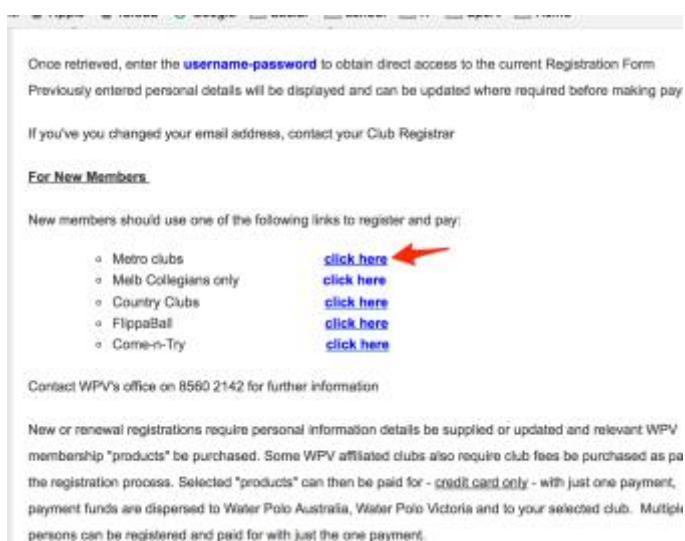 Once retrieved, enter the username-password to obtain direct access to the current Registration Form
Previously entered personal details will be displayed and can be updated where required before making pay
If you've you changed your email address, contact your Club Registrar
For New Members
New members should use one of the following links to register and pay:
Metro clubs click here
Melb Collegians only click here
Country Clubs click here
FlippaBall click here
Come-n-Try click here
Contact WPV's office on 8560 2142 for further information
New or renewal registrations require personal information details be supplied or updated and relevant WPV
membership "products" be purchased. Some WPV affiliated clubs also require club fees be purchased as pa
the registration process. Selected "products" can then be paid for - credit card only - with just one payment,
payment funds are dispersed to Water Polo Australia, Water Polo Victoria and to your selected club. Multiple
persons can be registered and paid for with just the one payment.